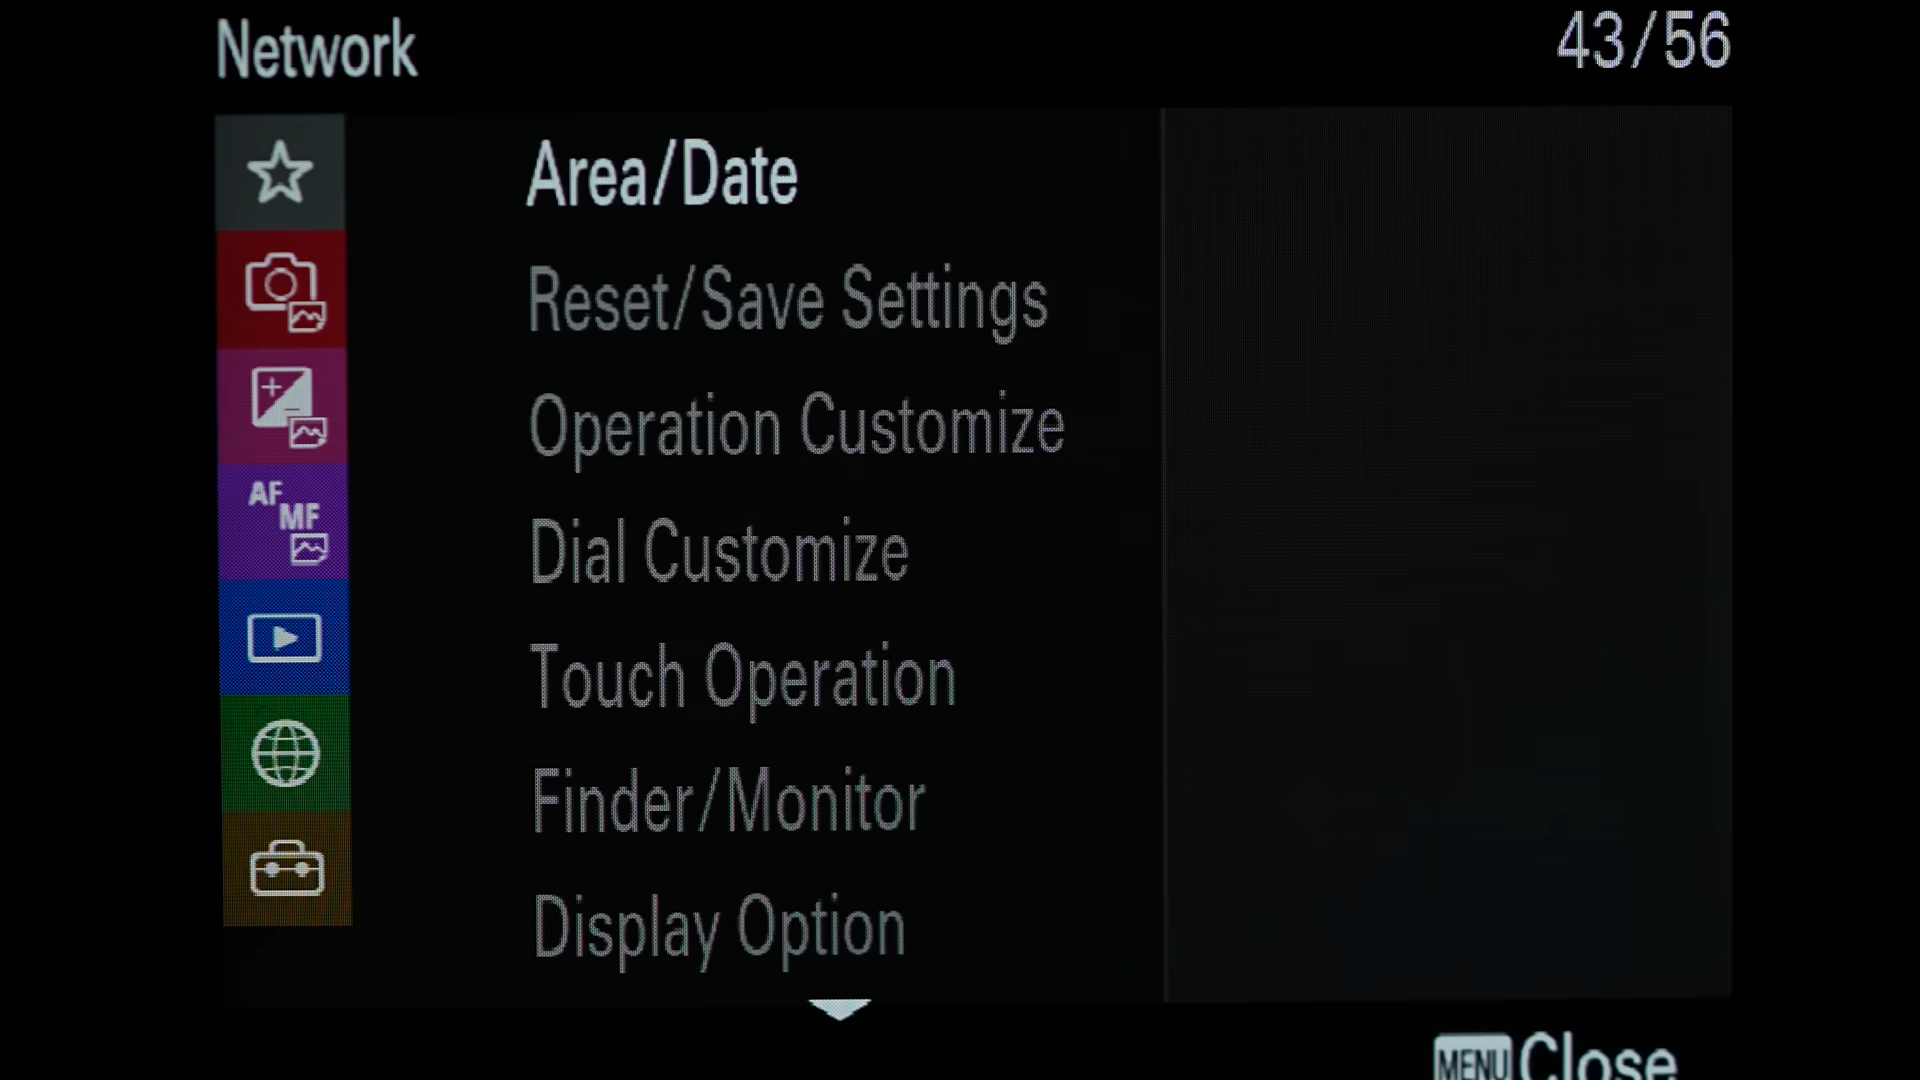 Network
43/56
Area/Date
Reset/Save Settings
Operation Customize
Dial Customize
AF
MF
Touch Operation
Finder/Monitor
Display Option
MENU Close